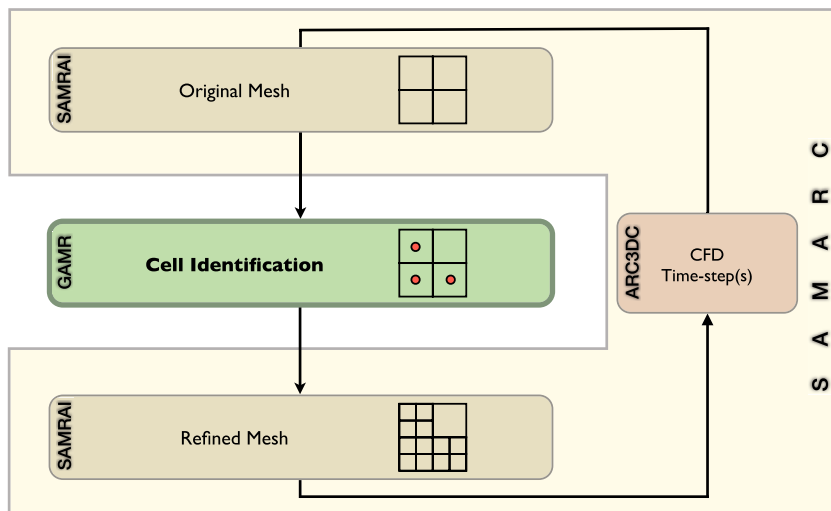 SAMRAI
Original Mesh
GAMR
Cell Identification
ARC3DC
CFD
Time-step(s)
SAMRAI
Refined Mesh
SAMARC